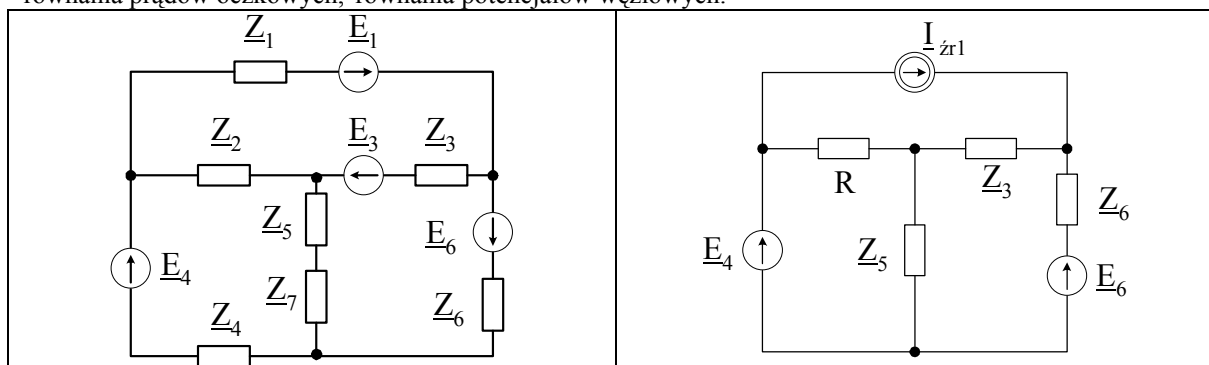 równania prądów oczkowych, równania potencjałów węzłowych.
Z1 E1
Z2 E3 Z3
Z5
E6
E4
Z7
Z6
Z4
I źr1
R Z3
Z6
E4 Z5
E6